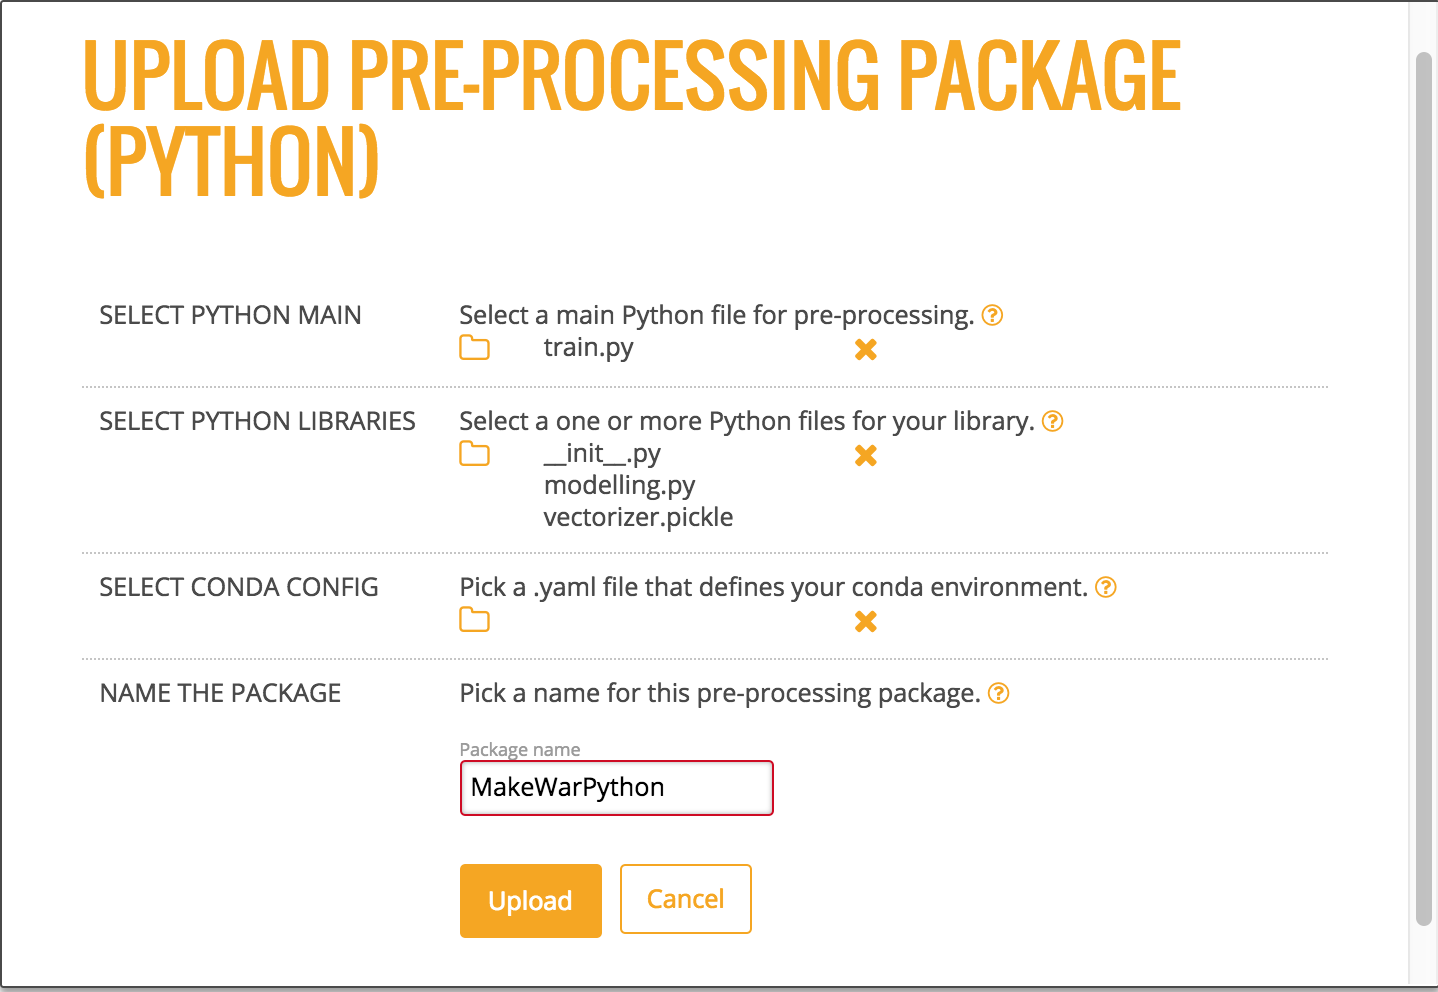 UPLOAD PRE-PROCESSING PACKAGE
(PYTHON)
SELECT PYTHON MAIN
Select a main Python file for pre-processing. ?
train.py
SELECT PYTHON LIBRARIES
Select a one or more Python files for your library. ?
__init__.py
modelling.py
vectorizer.pickle
SELECT CONDA CONFIG
Pick a .yaml file that defines your conda environment. ?
NAME THE PACKAGE
Pick a name for this pre-processing package. ?
Package name
MakeWarPython
Upload
Cancel